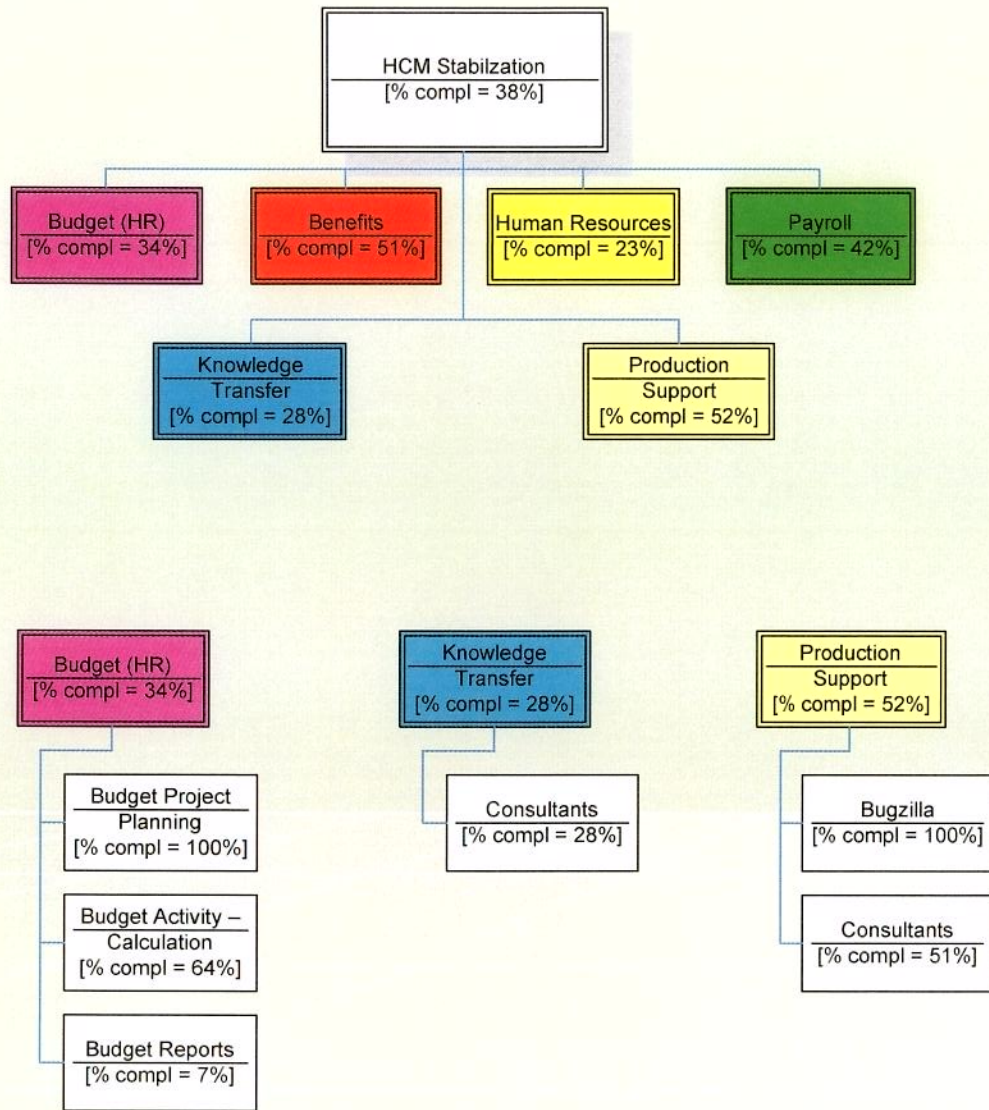 HCM Stabilzation
[% compl = 38%]
Budget (HR)
[% compl = 34%]
Benefits
[% compl = 51%]
Human Resources
[% compl = 23%]
Payroll
[% compl = 42%]
Knowledge
Transfer
[% compl = 28%]
Production
Support
[% compl = 52%]
Budget (HR)
[% compl = 34%]
Knowledge
Transfer
[% compl = 28%]
Production
Support
[% compl = 52%]
Budget Project
Planning
[% compl = 100%]
Budget Activity –
Calculation
[% compl = 64%]
Budget Reports
[% compl = 7%]
Consultants
[% compl = 28%]
Bugzilla
[% compl = 100%]
Consultants
[% compl = 51%]